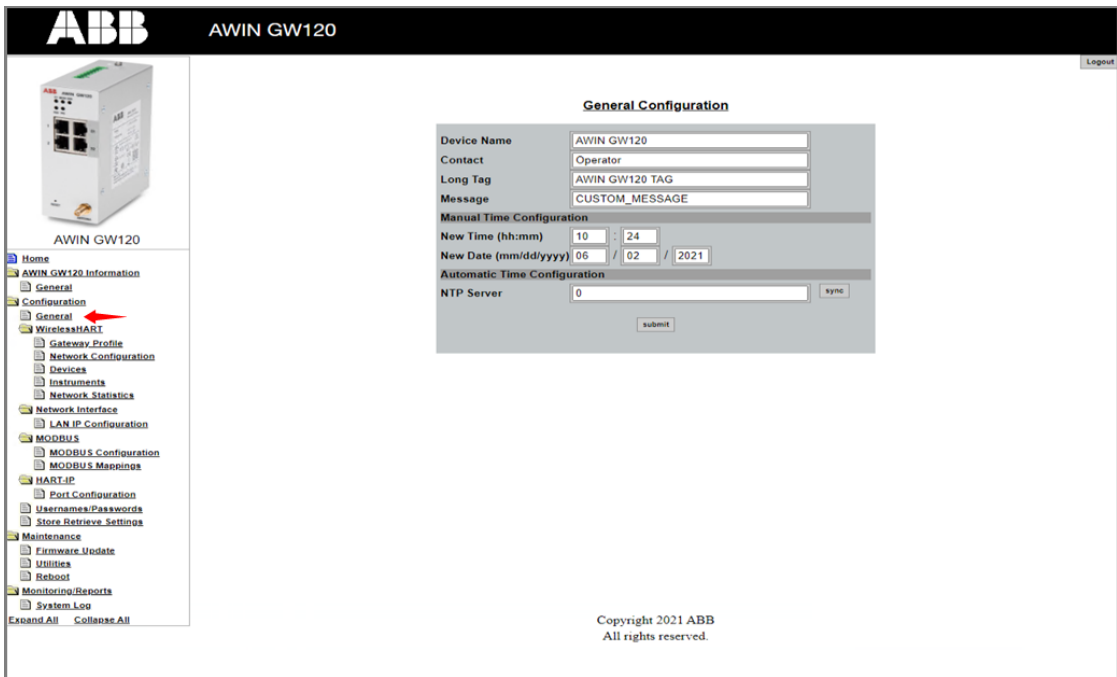 ABB AWIN GW120
Logout
ABB AWIN GW120
ABB
AWIN GW120
Home
AWIN GW120 Information
General
Configuration
General
WirelessHART
Gateway Profile
Network Configuration
Devices
Instruments
Network Statistics
Network Interface
LAN IP Configuration
MODBUS
MODBUS Configuration
MODBUS Mappings
HART-IP
Port Configuration
Usernames/Passwords
Store Retrieve Settings
Maintenance
Firmware Update
Utilities
Reboot
Monitoring/Reports
System Log
Expand All Collapse All
General Configuration
Device Name AWIN GW120
Contact Operator
Long Tag AWIN GW120 TAG
Message CUSTOM_MESSAGE
Manual Time Configuration
New Time (hh:mm) 10 : 24
New Date (mm/dd/yyyy) 06 / 02 / 2021
Automatic Time Configuration
NTP Server 0 sync
submit
Copyright 2021 ABB
All rights reserved.